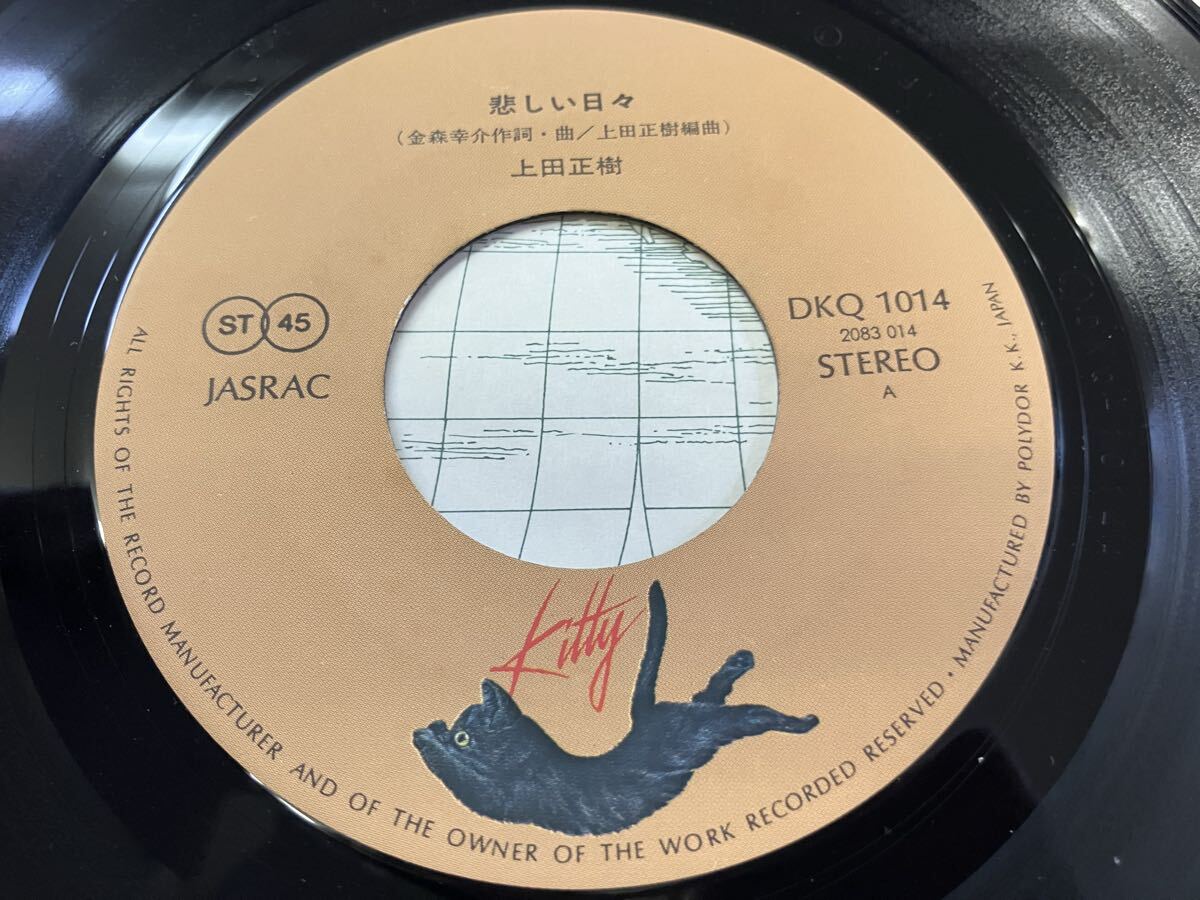 悲しい日々
(金森幸介作詞・曲/上田正樹編曲)
上田正樹
ST 45
JASRAC
DKQ 1014
2083 014
STEREO
A
Kitty
ALL RIGHTS OF THE RECORD MANUFACTURER AND OF THE OWNER OF THE WORK RECORDED RESERVED · MANUFACTURED BY POLYDOR K.K., JAPAN